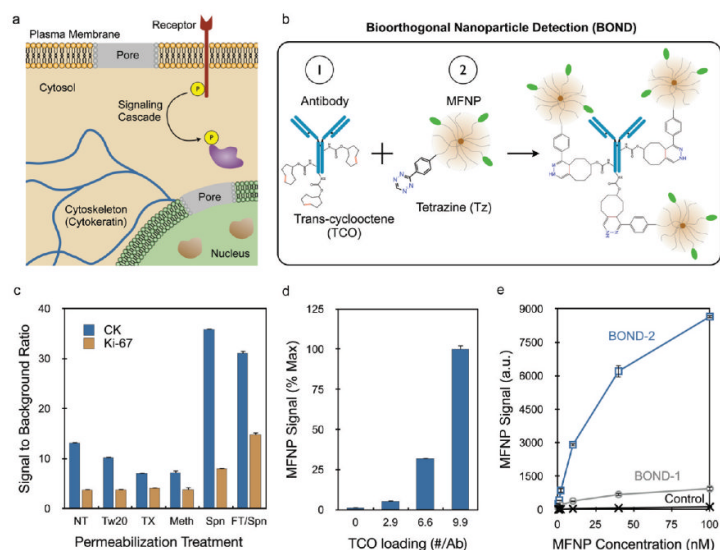 a
Receptor
Plasma Membrane
Pore
P
Cytosol
Signaling
Cascade
P
Cytoskeleton
(Cytokeratin)
Pore
Nucleus
b
Bioorthogonal Nanoparticle Detection (BOND)
1
2
Antibody
MFNP
+
Trans-cyclooctene
(TCO)
Tetrazine (Tz)
c
Signal to Background Ratio
40
30
20
10
0
CK
Ki-67
NT Tw20 TX Meth Spn FT/Spn
Permeabilization Treatment
d
MFNP Signal (% Max)
125
100
75
50
25
0
0 2.9 6.6 9.9
TCO loading (#/Ab)
e
MFNP Signal (a.u.)
9000
7500
6000
4500
3000
1500
0
BOND-2
BOND-1
Control
0 25 50 75 100
MFNP Concentration (nM)